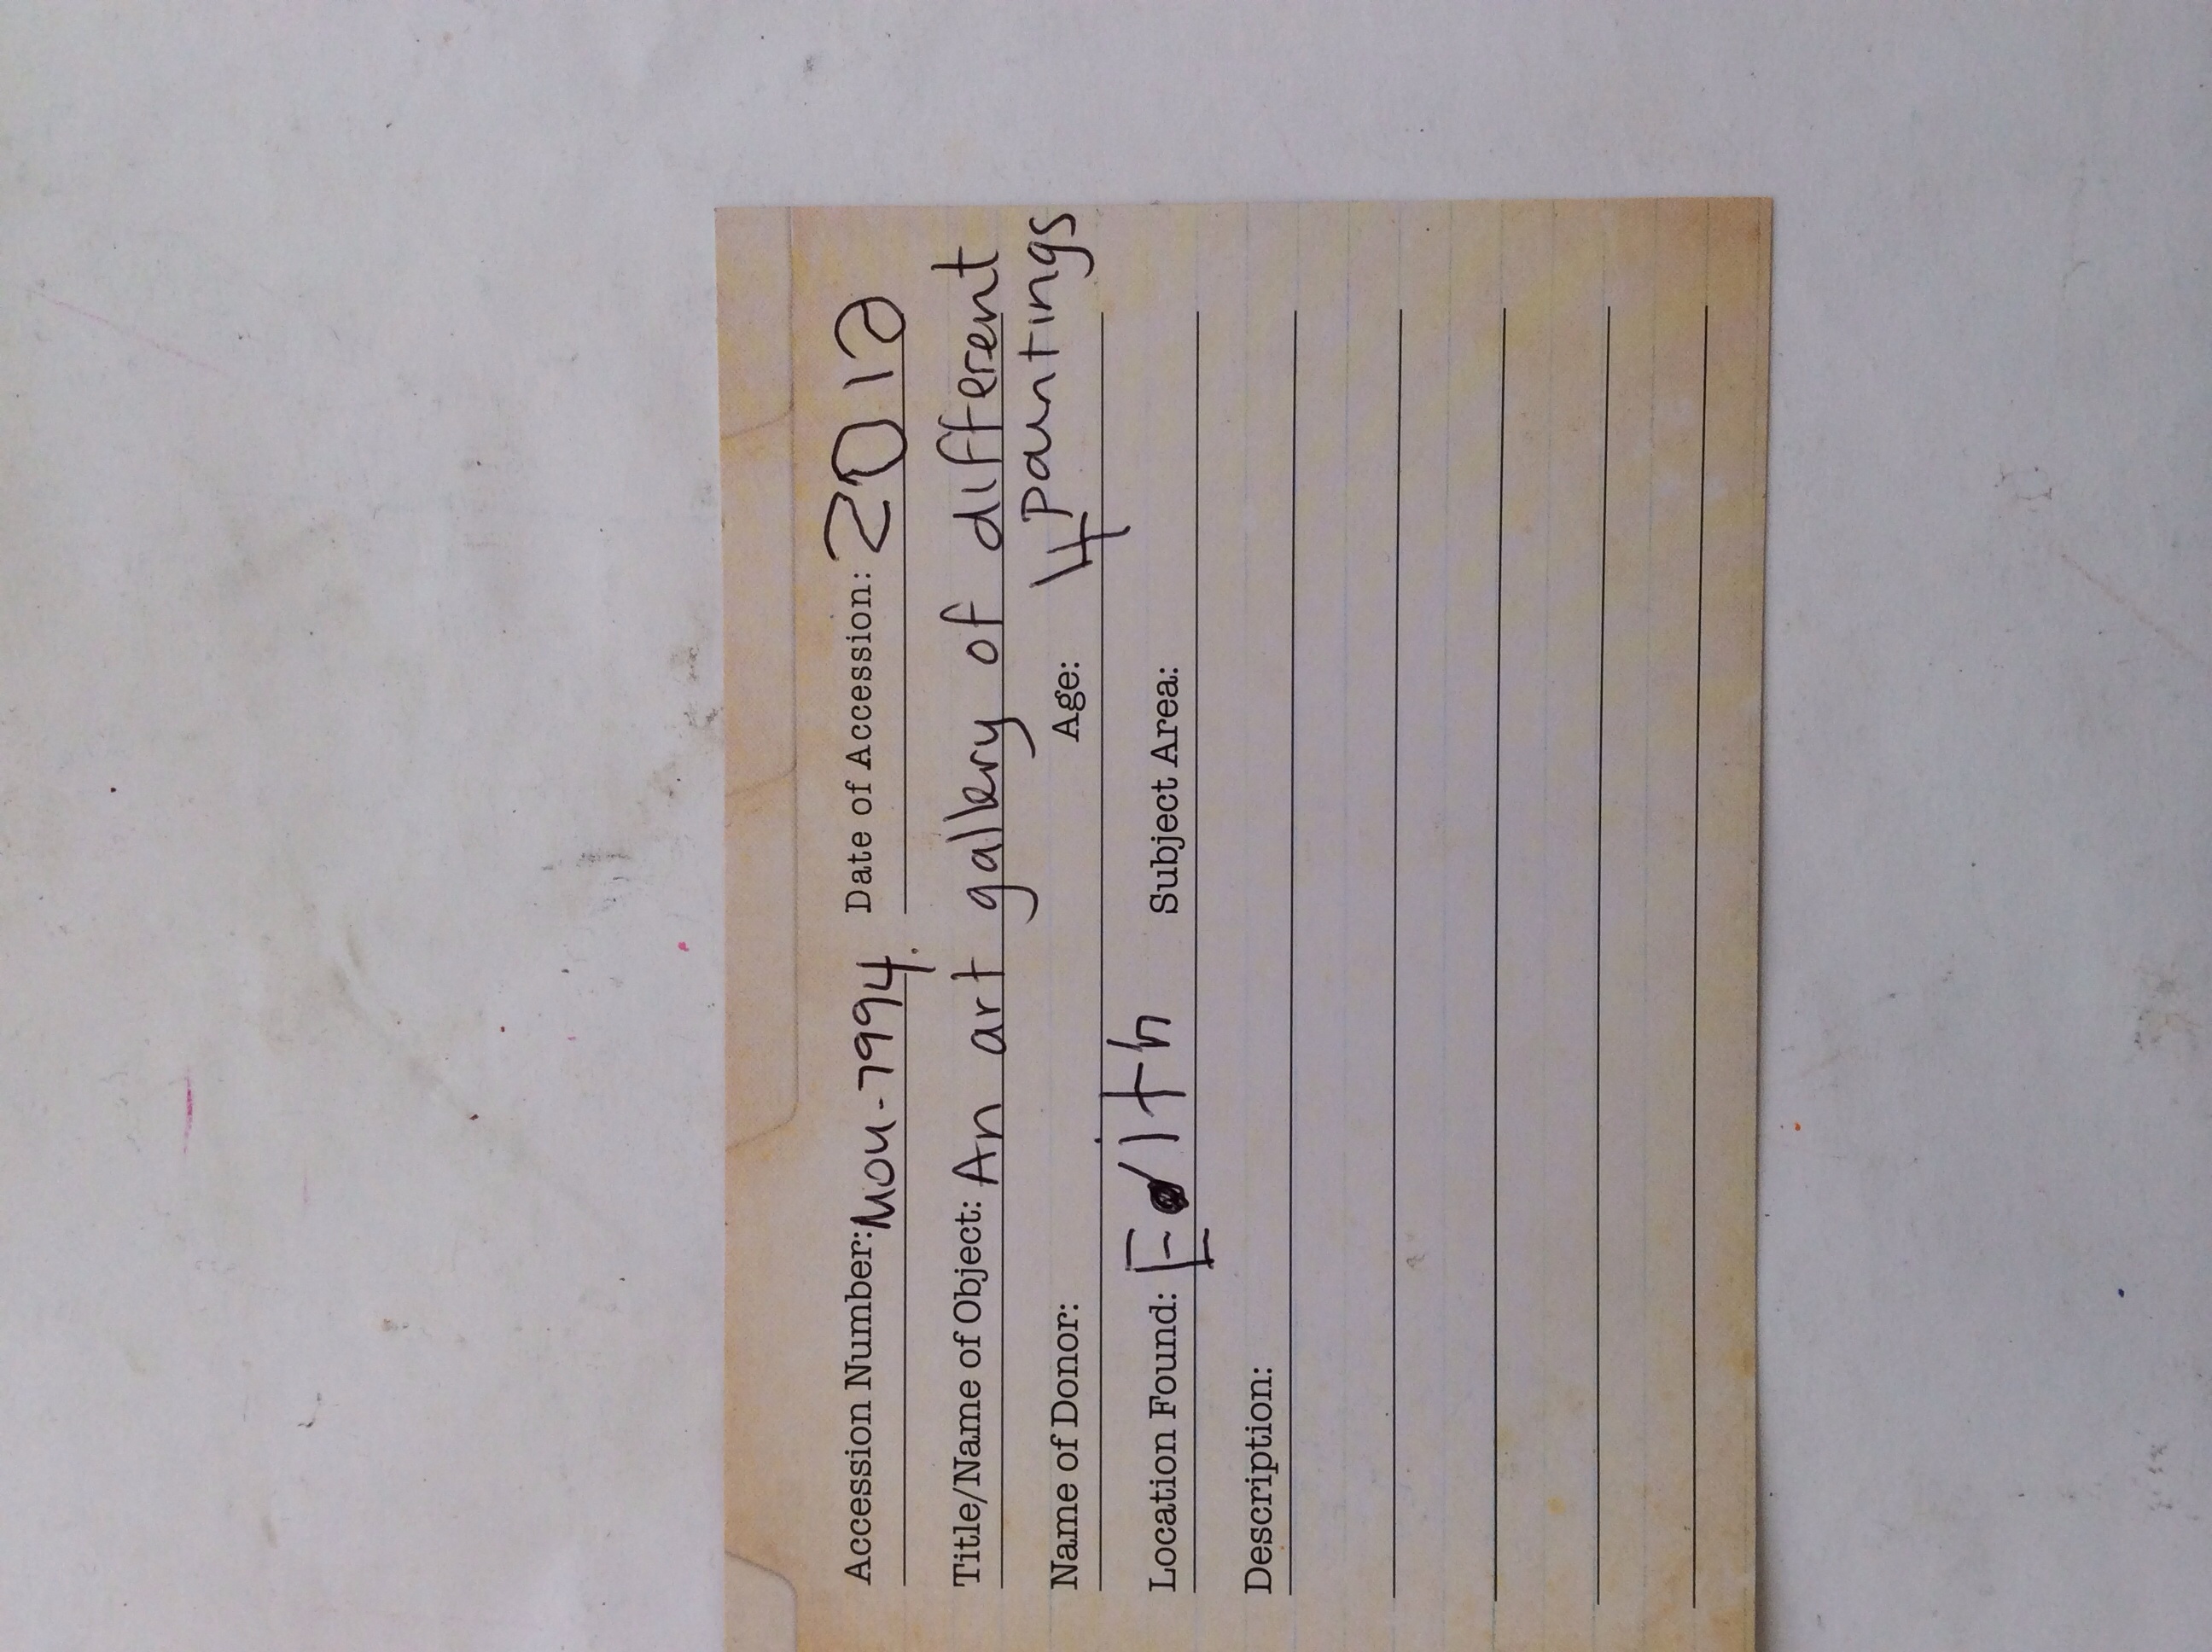 Accession Number: Mou-7994. Date of Accession: 2012
Title/Name of Object: An art gallery of different
paintings
Name of Donor: Age: 4
Location Found: Edith Subject Area:
Description: